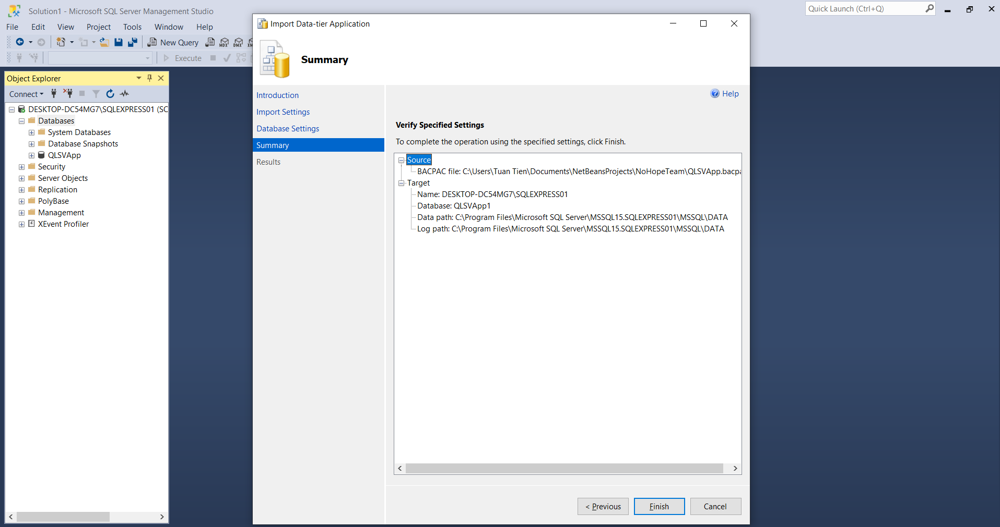 Solution1 - Microsoft SQL Server Management Studio
Quick Launch (Ctrl+Q)
File Edit View Project Tools Window Help
New Query
MDX DMX XM
Execute
Object Explorer
Connect
DESKTOP-DC54MG7\SQLEXPRESS01 (SC
Databases
System Databases
Database Snapshots
QLSVApp
Security
Server Objects
Replication
PolyBase
Management
XEvent Profiler
Import Data-tier Application
Summary
Introduction
Import Settings
Database Settings
Summary
Results
Help
Verify Specified Settings
To complete the operation using the specified settings, click Finish.
Source
BACPAC file: C:\Users\Tuan Tien\Documents\NetBeansProjects\NoHopeTeam\QLSVApp.bacpa
Target
Name: DESKTOP-DC54MG7\SQLEXPRESS01
Database: QLSVApp1
Data path: C:\Program Files\Microsoft SQL Server\MSSQL15.SQLEXPRESS01\MSSQL\DATA
Log path: C:\Program Files\Microsoft SQL Server\MSSQL15.SQLEXPRESS01\MSSQL\DATA
< Previous Finish Cancel